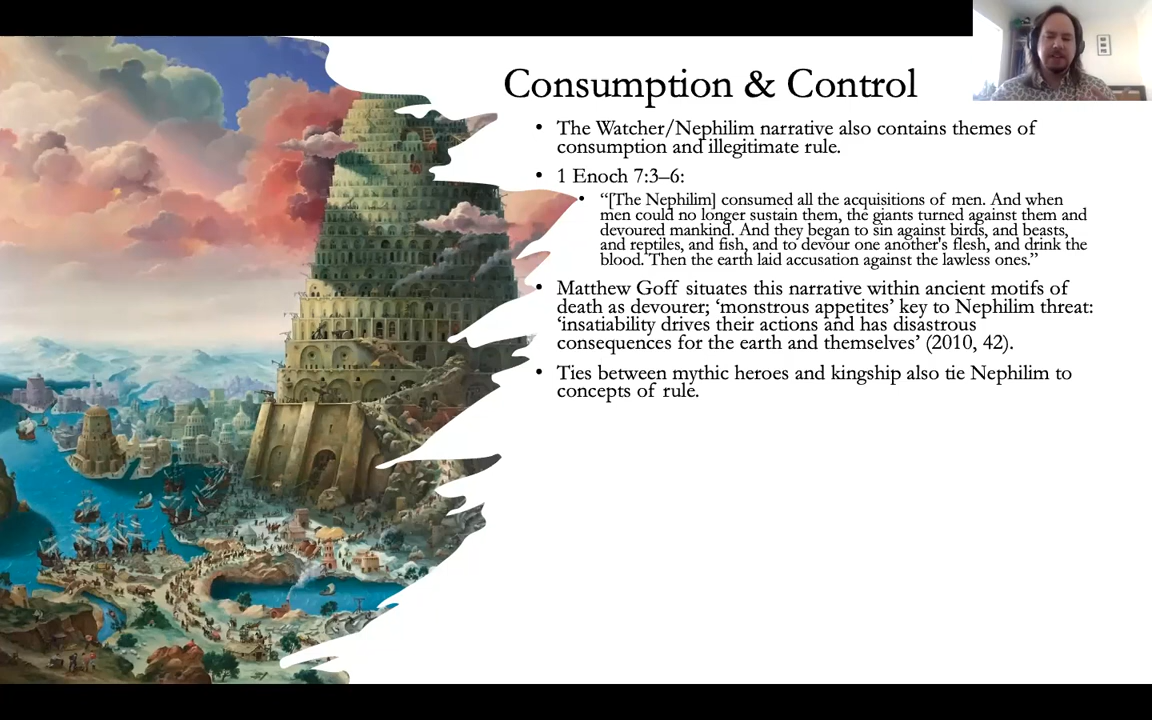 Consumption & Control
• The Watcher/Nephilim narrative also contains themes of
consumption and illegitimate rule.
• 1 Enoch 7:3–6:
• “[The Nephilim] consumed all the acquisitions of men. And when
men could no longer sustain them, the giants turned against them and
devoured mankind. And they began to sin against birds, and beasts,
and reptiles, and fish, and to devour one another's flesh, and drink the
blood. Then the earth laid accusation against the lawless ones.”
• Matthew Goff situates this narrative within ancient motifs of
death as devourer; ‘monstrous appetites’ key to Nephilim threat:
‘insatiability drives their actions and has disastrous
consequences for the earth and themselves’ (2010, 42).
• Ties between mythic heroes and kingship also tie Nephilim to
concepts of rule.